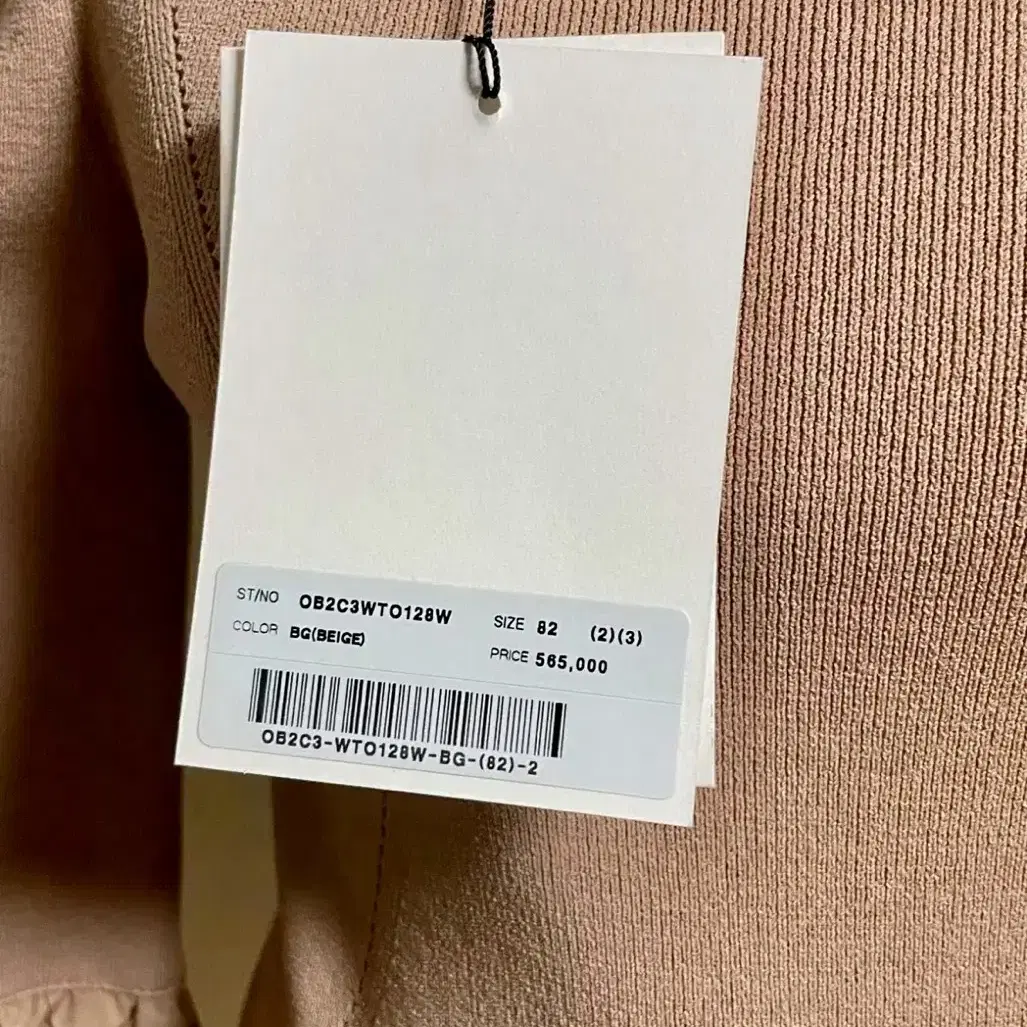 ST/NO OB2C3WTO128W SIZE 82 (2)(3)
COLOR BG(BEIGE) PRICE 565,000
OB2C3-WTO128W-BG-(82)-2